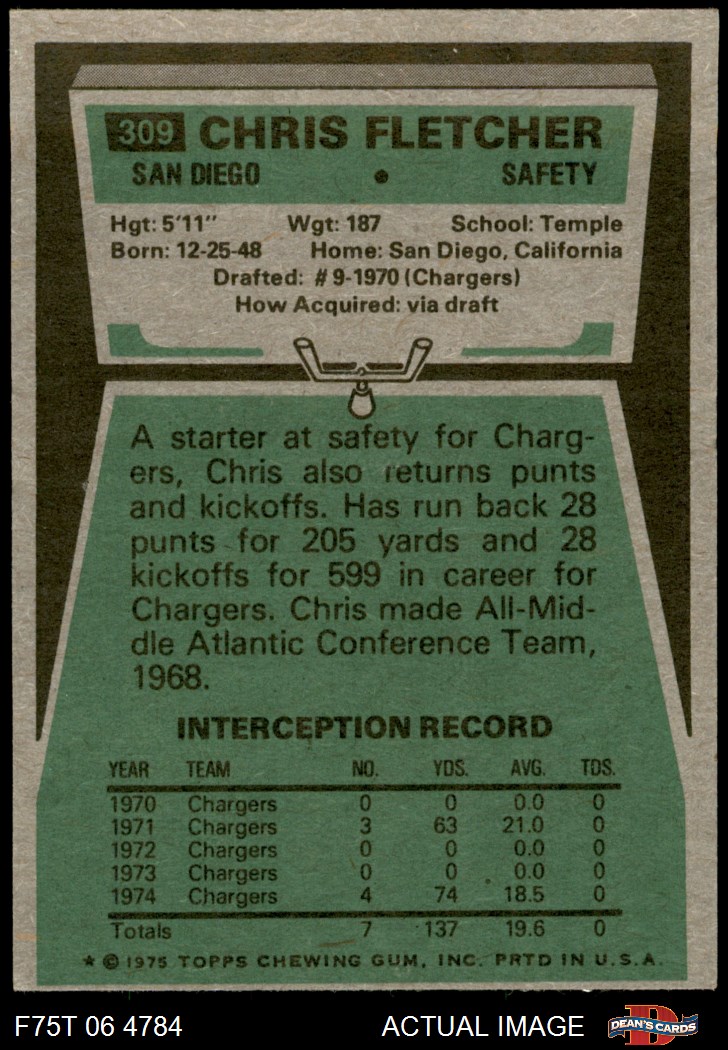 309 CHRIS FLETCHER
SAN DIEGO • SAFETY
Hgt: 5'11" Wgt: 187 School: Temple
Born: 12-25-48 Home: San Diego, California
Drafted: #9-1970 (Chargers)
How Acquired: via draft
A starter at safety for Charg-
ers, Chris also returns punts
and kickoffs. Has run back 28
punts for 205 yards and 28
kickoffs for 599 in career for
Chargers. Chris made All-Mid-
dle Atlantic Conference Team,
1968.
INTERCEPTION RECORD
YEAR TEAM NO. YDS. AVG. TDS.
1970 Chargers 0 0 0.0 0
1971 Chargers 3 63 21.0 0
1972 Chargers 0 0 0.0 0
1973 Chargers 0 0 0.0 0
1974 Chargers 4 74 18.5 0
Totals 7 137 19.6 0
★ © 1975 TOPPS CHEWING GUM, INC. PRTD IN U.S.A.
F75T 06 4784 ACTUAL IMAGE D DEAN'S CARDS